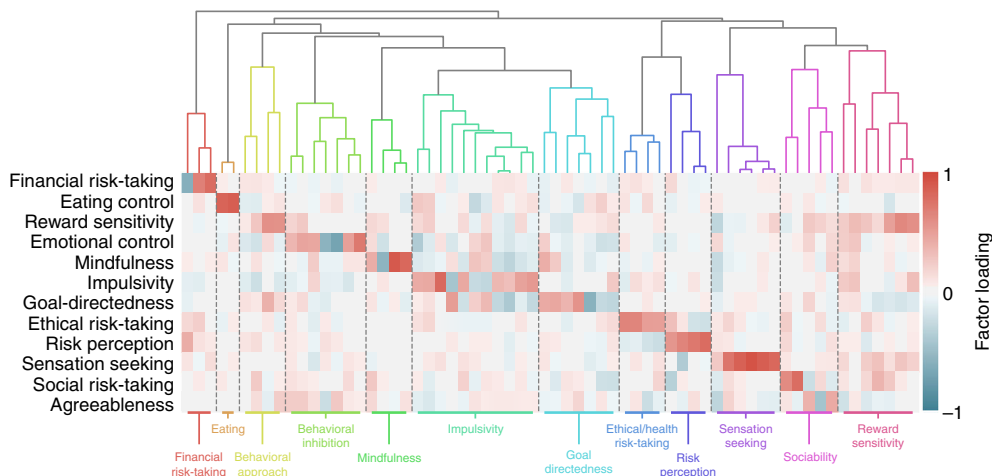 Financial risk-taking
Eating control
Reward sensitivity
Emotional control
Mindfulness
Impulsivity
Goal-directedness
Ethical risk-taking
Risk perception
Sensation seeking
Social risk-taking
Agreeableness
1
0
−1
Factor loading
Financial
risk-taking
Eating
Behavioral
approach
Behavioral
inhibition
Mindfulness
Impulsivity
Goal
directedness
Ethical/health
risk-taking
Risk
perception
Sensation
seeking
Sociability
Reward
sensitivity